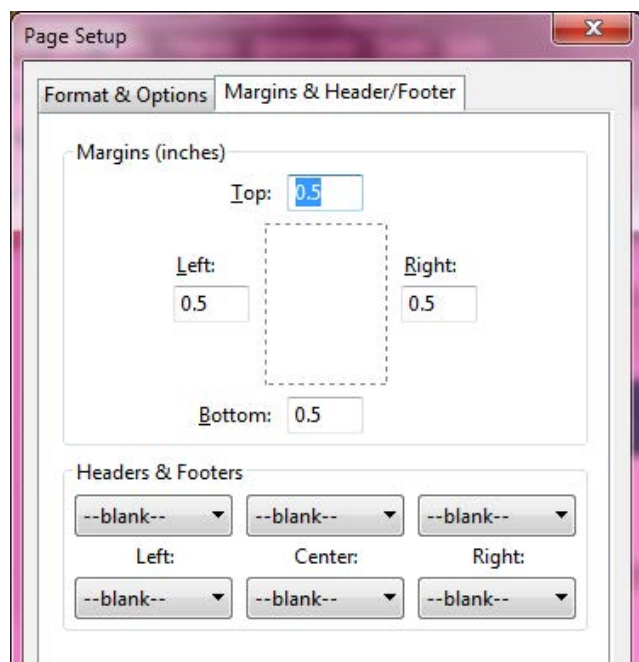 Page Setup
Format & Options Margins & Header/Footer
Margins (inches)
Top: 0.5
Left: Right:
0.5 0.5
Bottom: 0.5
Headers & Footers
--blank-- --blank-- --blank--
Left: Center: Right:
--blank-- --blank-- --blank--